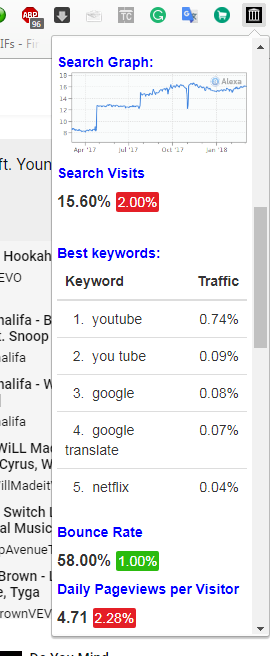 ABP
96
TC
G
IFs - Fi
ft. Youn
Search Graph:
Alexa
18
16
14
12
10
8
Apr '17 Jul '17 Oct '17 Jan '18
Search Visits
15.60% 2.00%
Best keywords:
Keyword Traffic
1. youtube 0.74%
2. you tube 0.09%
3. google 0.08%
4. google 0.07%
translate
5. netflix 0.04%
Bounce Rate
58.00% 1.00%
Daily Pageviews per Visitor
4.71 2.28%
Hookah
EVO
halifa - B
t. Snoop
alifa
halifa - W
alifa
WiLL Mad
Cyrus, W
VillMadeit
Switch L
al Music
pAvenueT
Brown - L
e, Tyga
rownVEV
Do You Mind